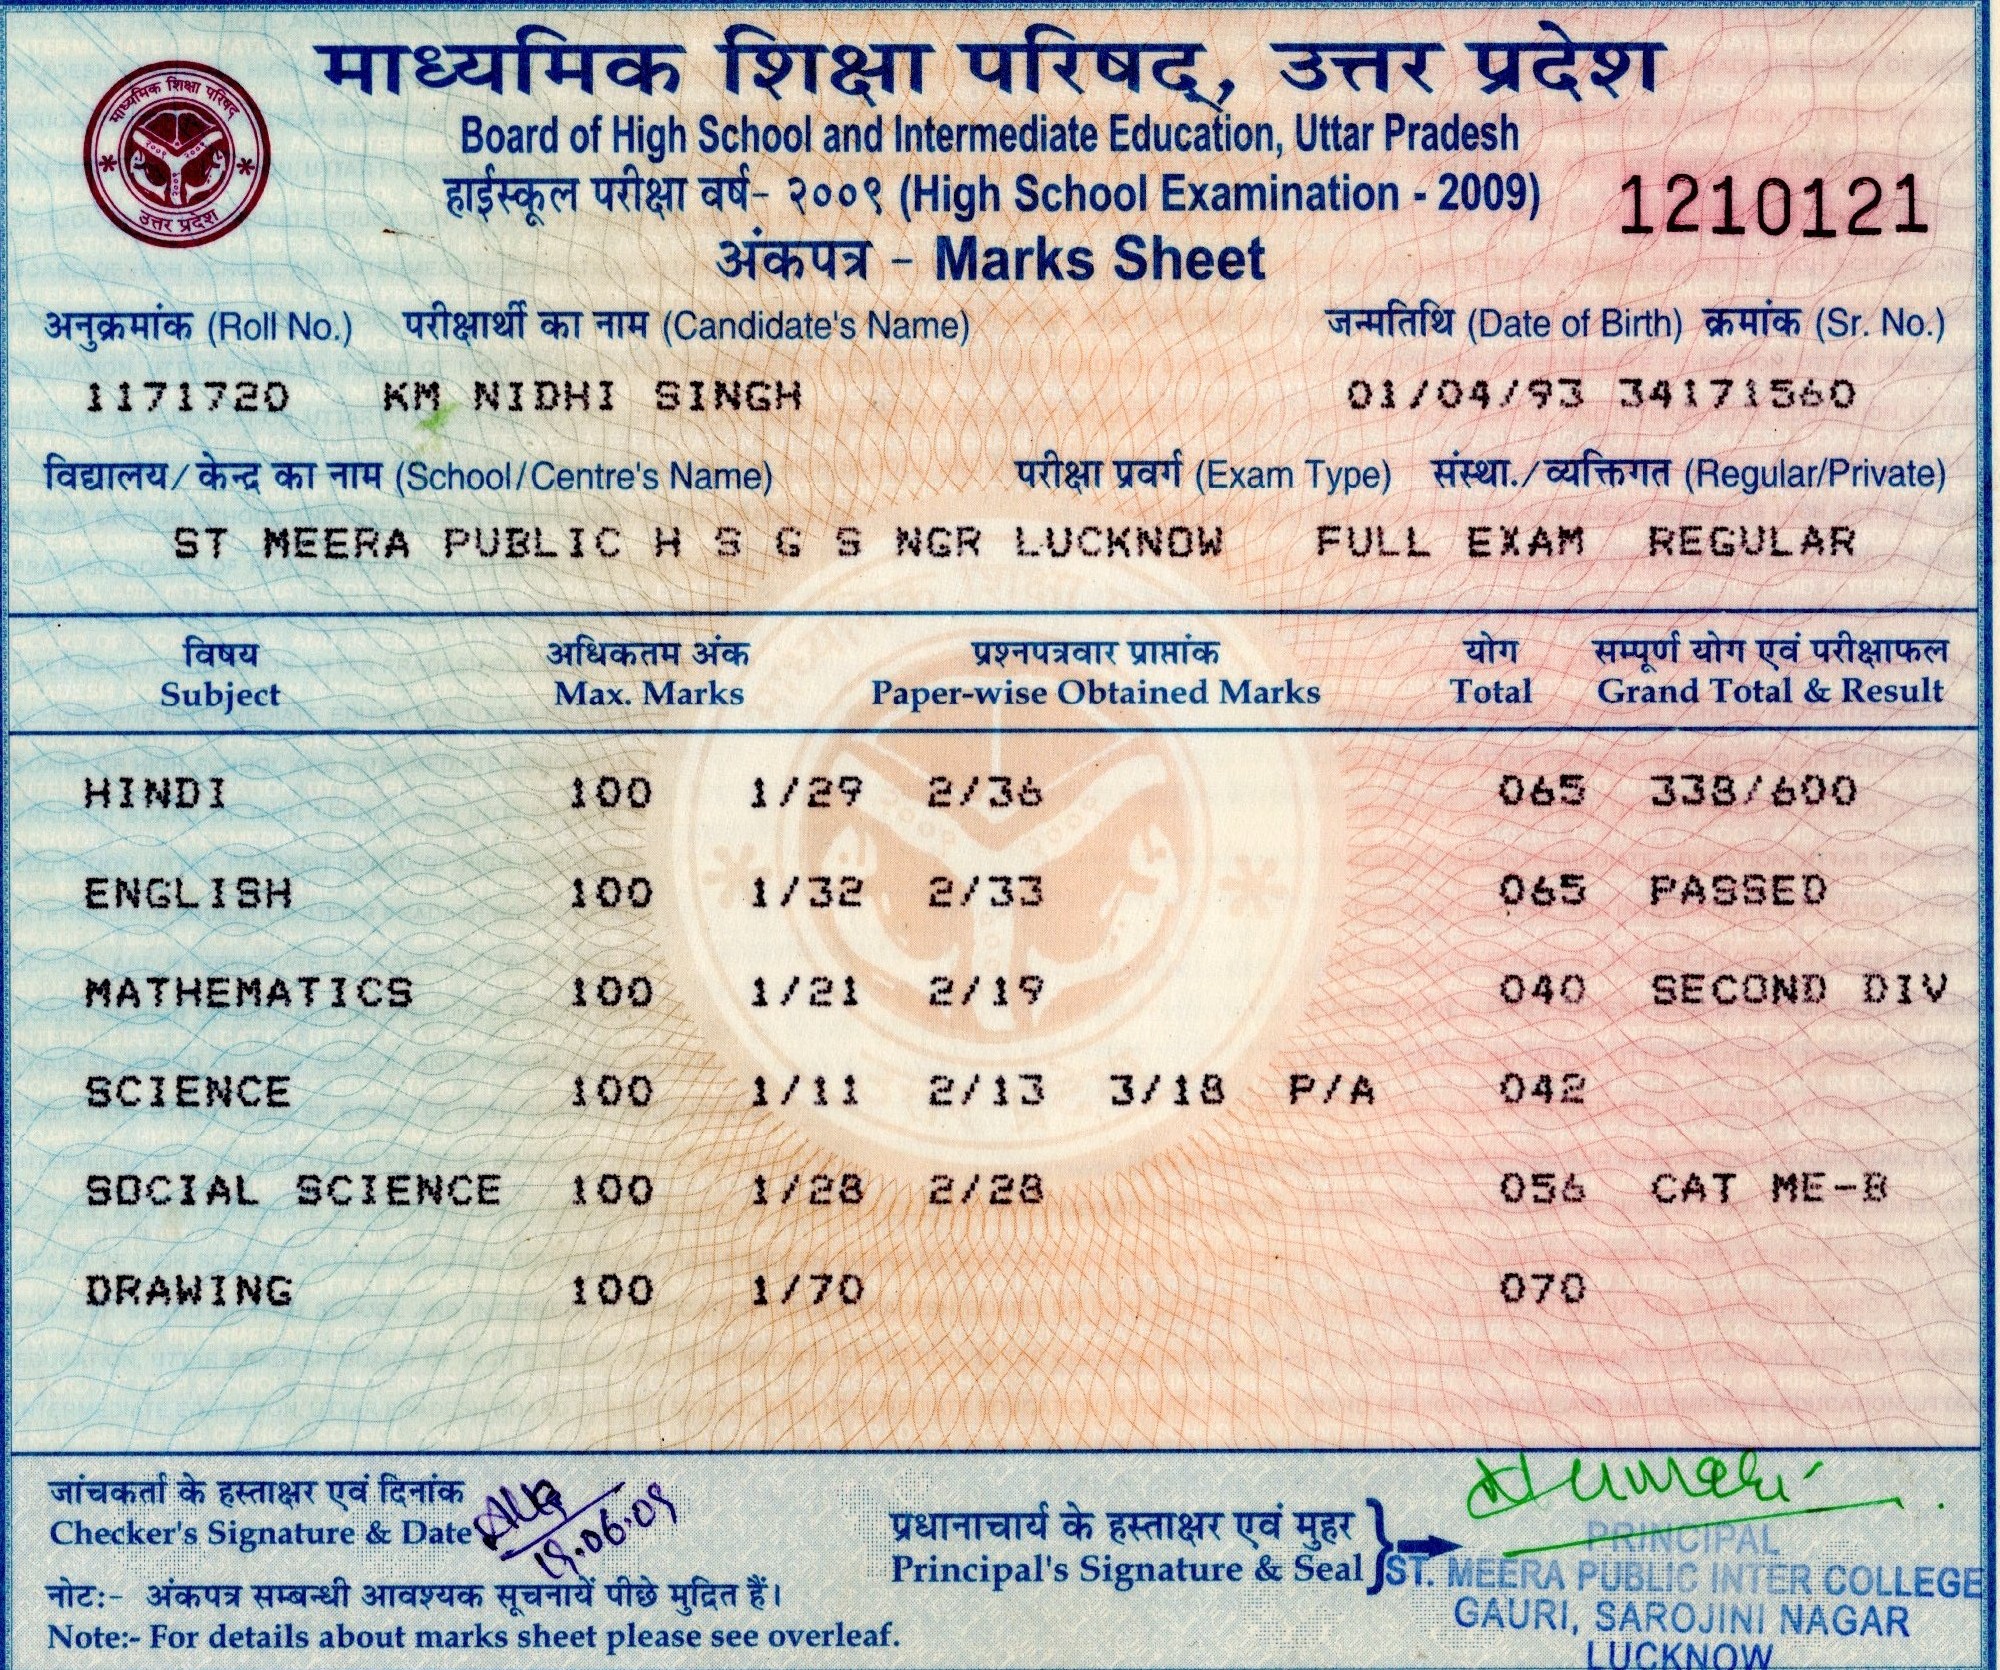 माध्यमिक शिक्षा परिषद्, उत्तर प्रदेश
माध्यमिक शिक्षा परिषद
उत्तर प्रदेश
Board of High School and Intermediate Education, Uttar Pradesh
हाईस्कूल परीक्षा वर्ष- २००९ (High School Examination - 2009) 1210121
अंकपत्र - Marks Sheet
अनुक्रमांक (Roll No.) परीक्षार्थी का नाम (Candidate's Name) जन्मतिथि (Date of Birth) क्रमांक (Sr. No.)
1171720 KM NIDHI SINGH 01/04/93 34171560
विद्यालय/केन्द्र का नाम (School/Centre's Name) परीक्षा प्रवर्ग (Exam Type) संस्था./व्यक्तिगत (Regular/Private)
ST MEERA PUBLIC H S G S NGR LUCKNOW FULL EXAM REGULAR
विषय अधिकतम अंक प्रश्नपत्रवार प्राप्तांक योग सम्पूर्ण योग एवं परीक्षाफल
Subject Max. Marks Paper-wise Obtained Marks Total Grand Total & Result
HINDI 100 1/29 2/36 065 338/600
ENGLISH 100 1/32 2/33 065 PASSED
MATHEMATICS 100 1/21 2/19 040 SECOND DIV
SCIENCE 100 1/11 2/13 3/18 P/A 042
SOCIAL SCIENCE 100 1/28 2/28 056 CAT ME-B
DRAWING 100 1/70 070
जांचकर्ता के हस्ताक्षर एवं दिनांक
Checker's Signature & Date
19.06.09
प्रधानाचार्य के हस्ताक्षर एवं मुहर
Principal's Signature & Seal
PRINCIPAL
ST. MEERA PUBLIC INTER COLLEGE
GAURI, SAROJINI NAGAR
LUCKNOW
नोट:- अंकपत्र सम्बन्धी आवश्यक सूचनायें पीछे मुद्रित हैं।
Note:- For details about marks sheet please see overleaf.